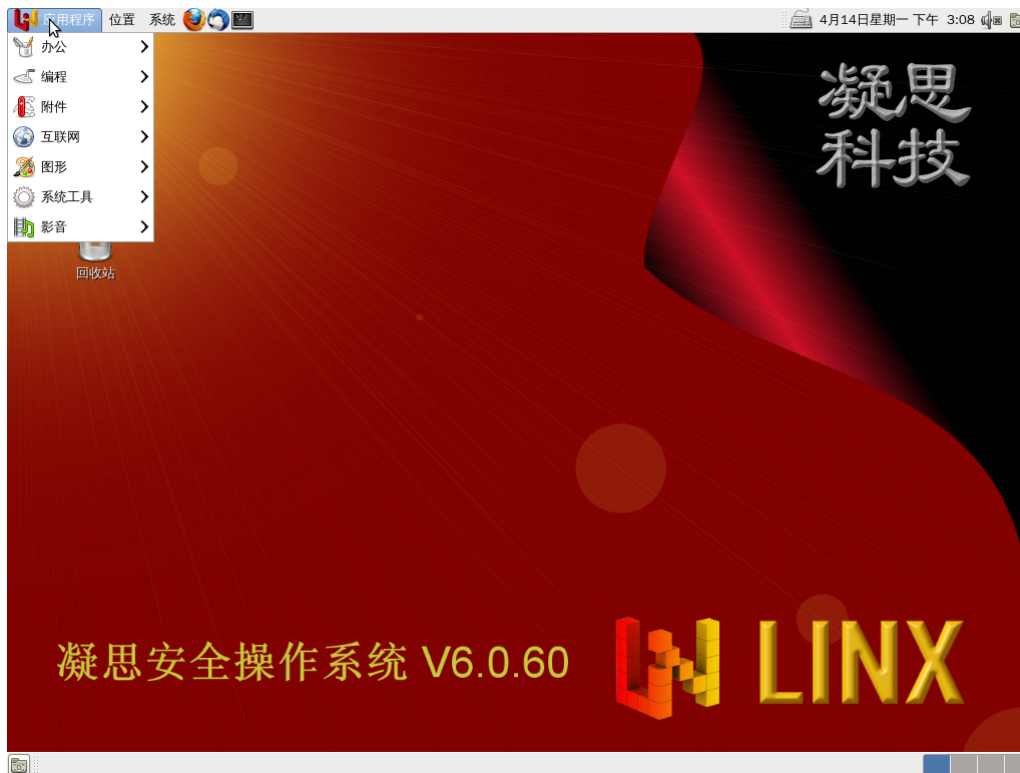 应用程序 位置 系统 4月14日星期一 下午 3:08
办公
编程
附件
互联网
图形
系统工具
影音
回收站
凝思
科技
凝思安全操作系统 V6.0.60
LINX